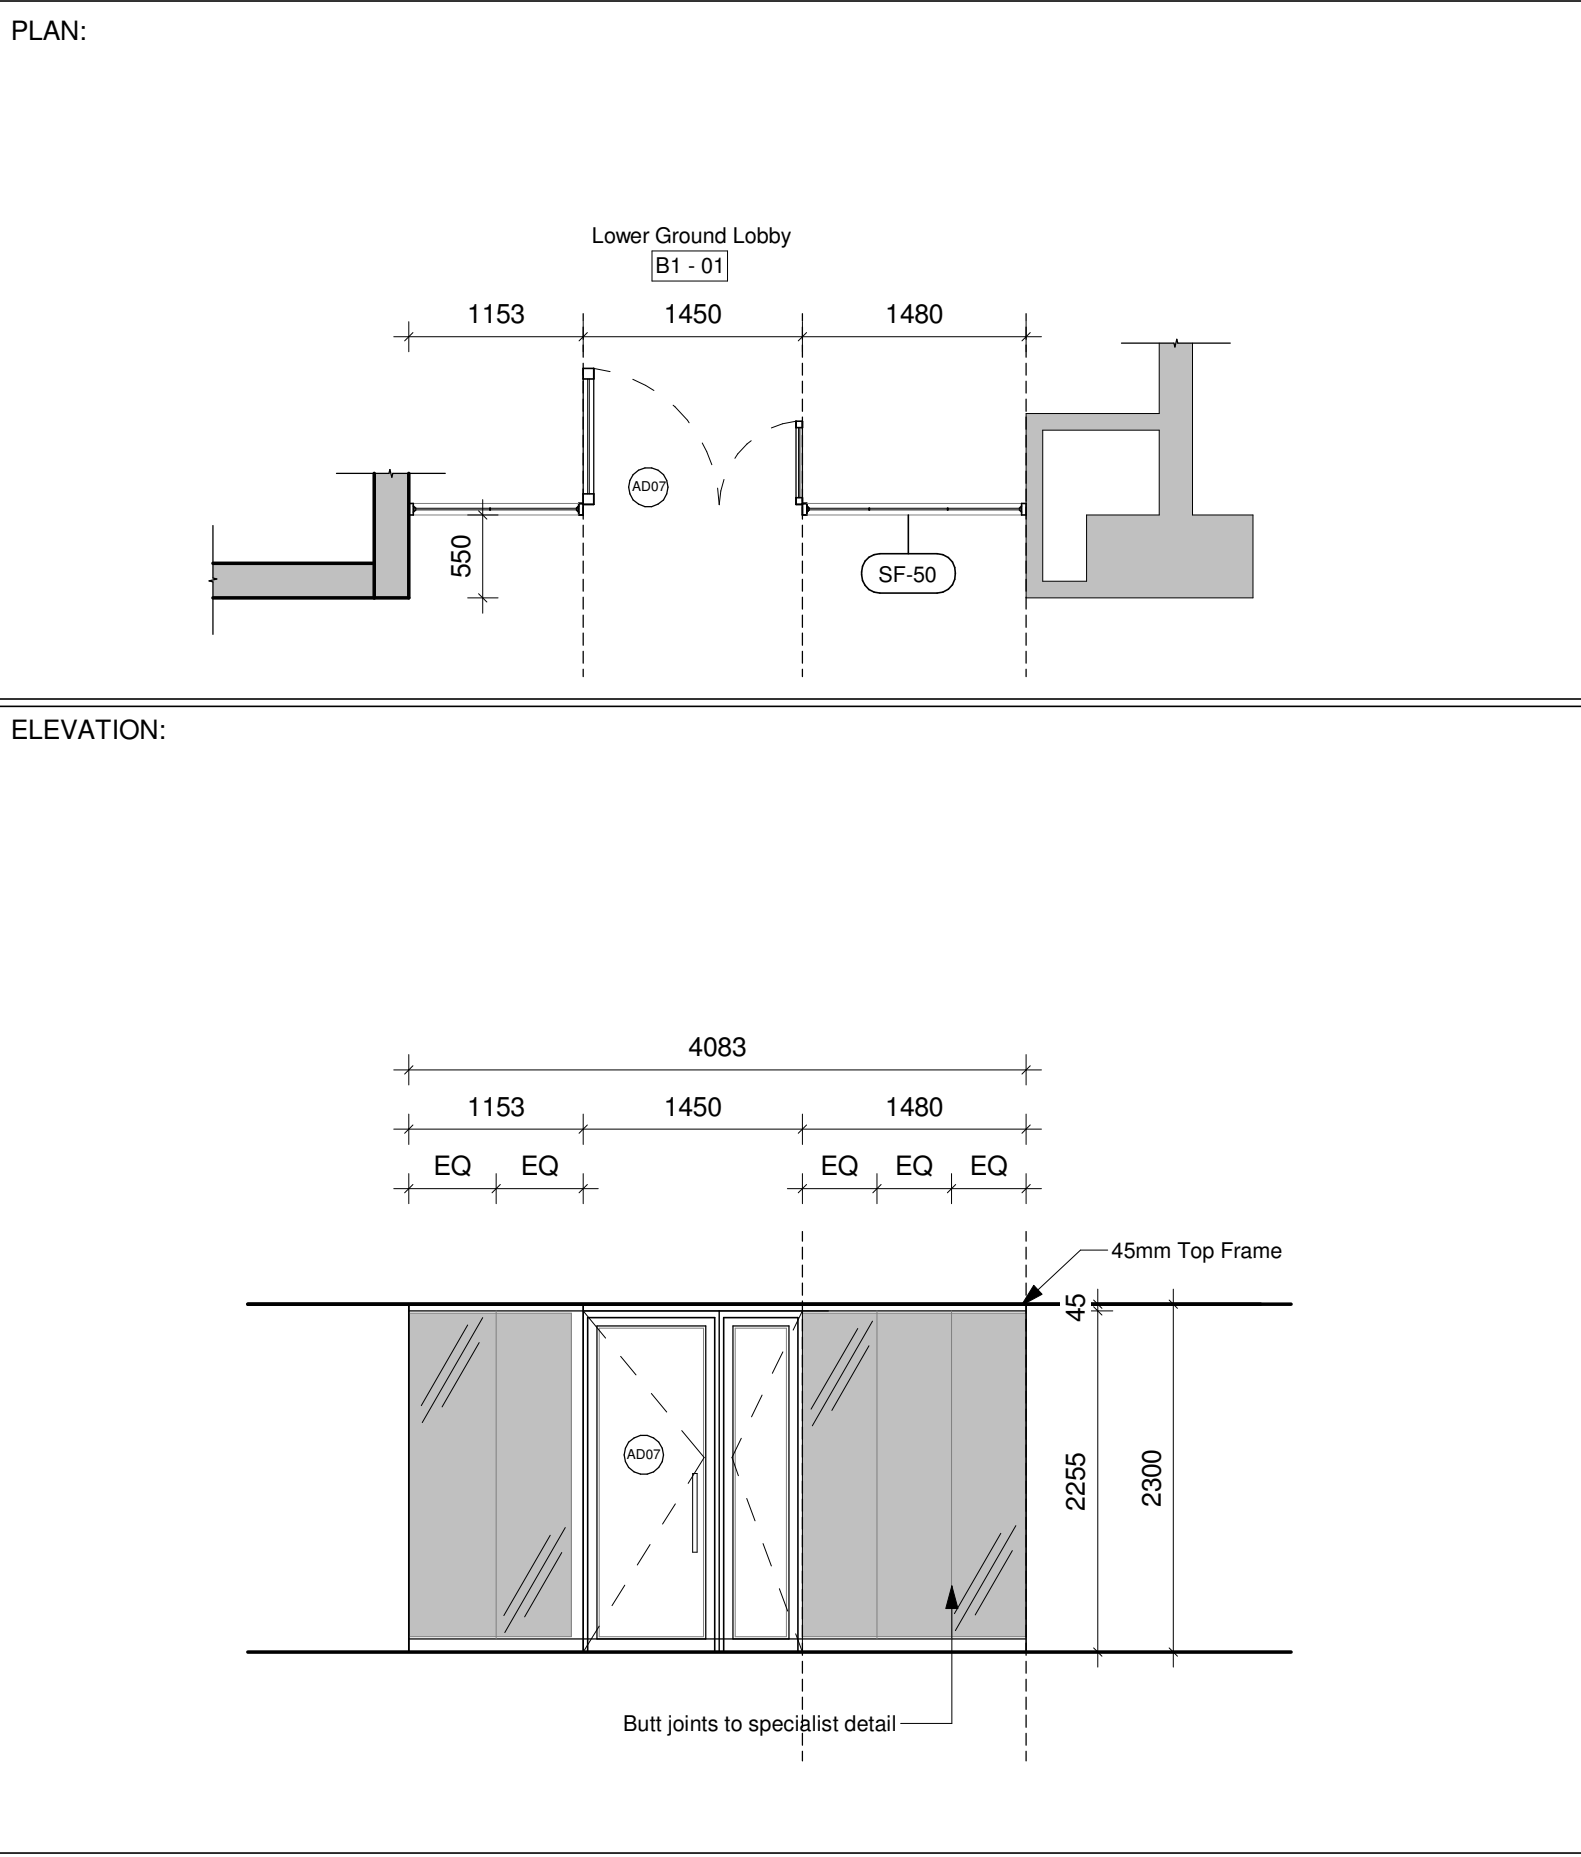 PLAN:
Lower Ground Lobby
B1 - 01
1153 1450 1480
AD07
550
SF-50
ELEVATION:
4083
1153 1450 1480
EQ EQ EQ EQ EQ
45mm Top Frame
45
AD07
2255
2300
Butt joints to specialist detail